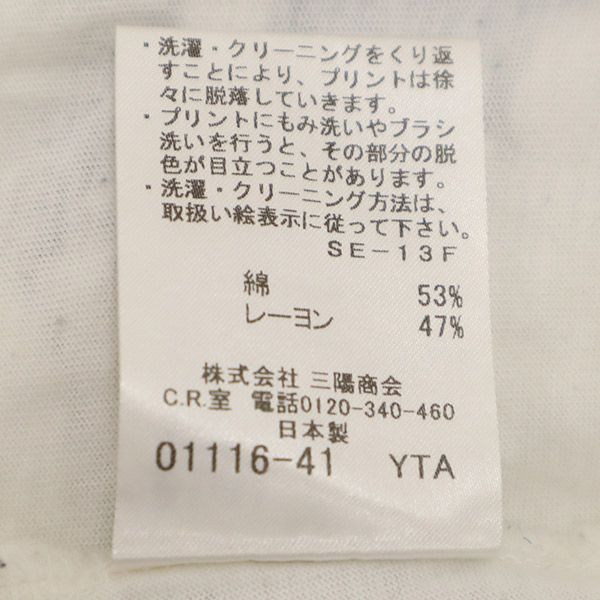 ・洗濯・クリーニングをくり返
すことにより、プリントは徐
々に脱落していきます。
・プリントにもみ洗いやブラシ
洗いを行うと、その部分の脱
色が目立つことがあります。
・洗濯・クリーニング方法は、
取扱い絵表示に従って下さい。
SE-13F
綿 53%
レーヨン 47%
株式会社 三陽商会
C.R.室 電話0120-340-460
日本製
01116-41 YTA